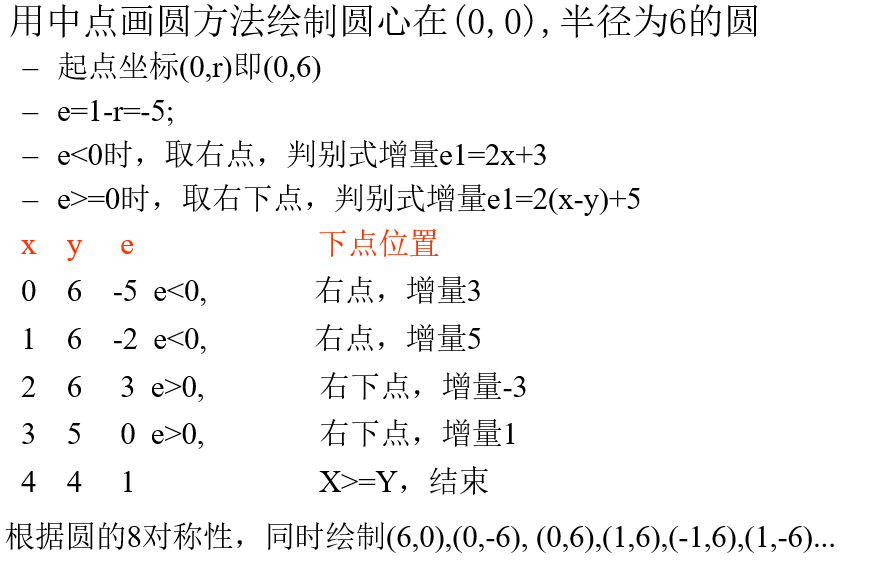 用中点画圆方法绘制圆心在(0,0),半径为6的圆
– 起点坐标(0,r)即(0,6)
– e=1-r=-5;
– e<0时，取右点，判别式增量e1=2x+3
– e>=0时，取右下点，判别式增量e1=2(x-y)+5
x y e 下点位置
0 6 -5 e<0, 右点，增量3
1 6 -2 e<0, 右点，增量5
2 6 3 e>0, 右下点，增量-3
3 5 0 e>0, 右下点，增量1
4 4 1 X>=Y，结束
根据圆的8对称性，同时绘制(6,0),(0,-6), (0,6),(1,6),(-1,6),(1,-6)...